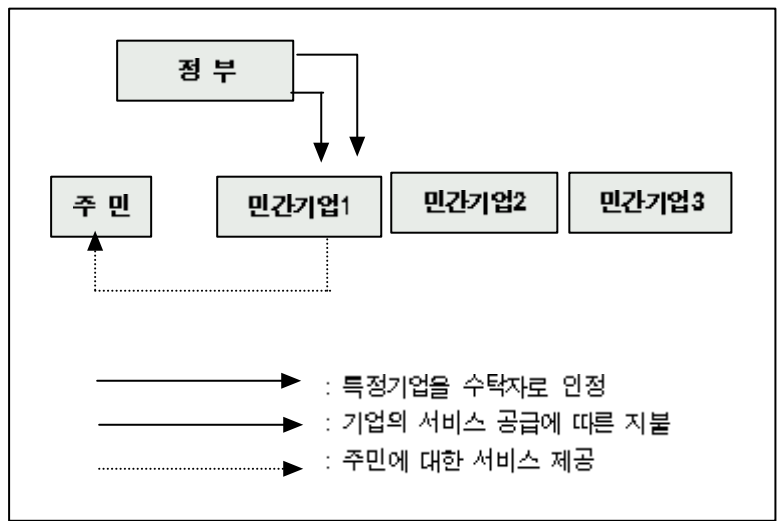 정 부
주 민 민간기업1 민간기업2 민간기업3
: 특정기업을 수탁자로 인정
: 기업의 서비스 공급에 따른 지불
: 주민에 대한 서비스 제공